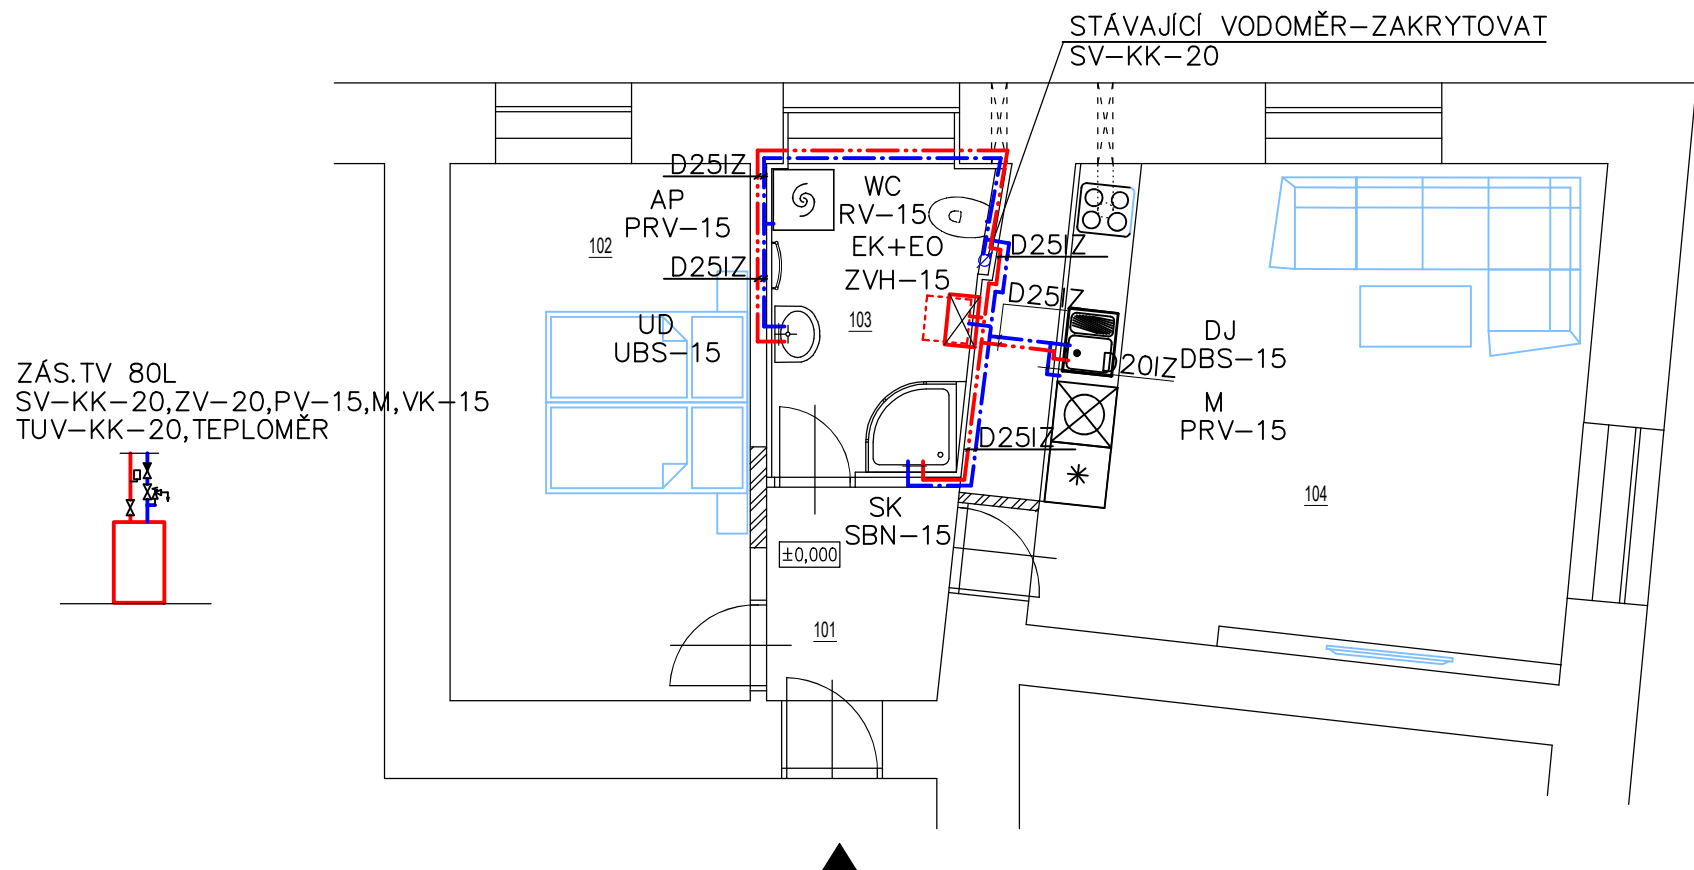 STÁVAJÍCÍ VODOMĚR-ZAKRYTOVAT
SV-KK-20
D25IZ
AP
PRV-15
WC
RV-15
EK+EO
ZVH-15
102
D25IZ
D25IZ
D25IZ
103
UD
UBS-15
DJ
DBS-15
20IZ
M
PRV-15
ZÁS.TV 80L
SV-KK-20,ZV-20,PV-15,M,VK-15
TUV-KK-20,TEPLOMĚR
D25IZ
104
SK
SBN-15
±0,000
101